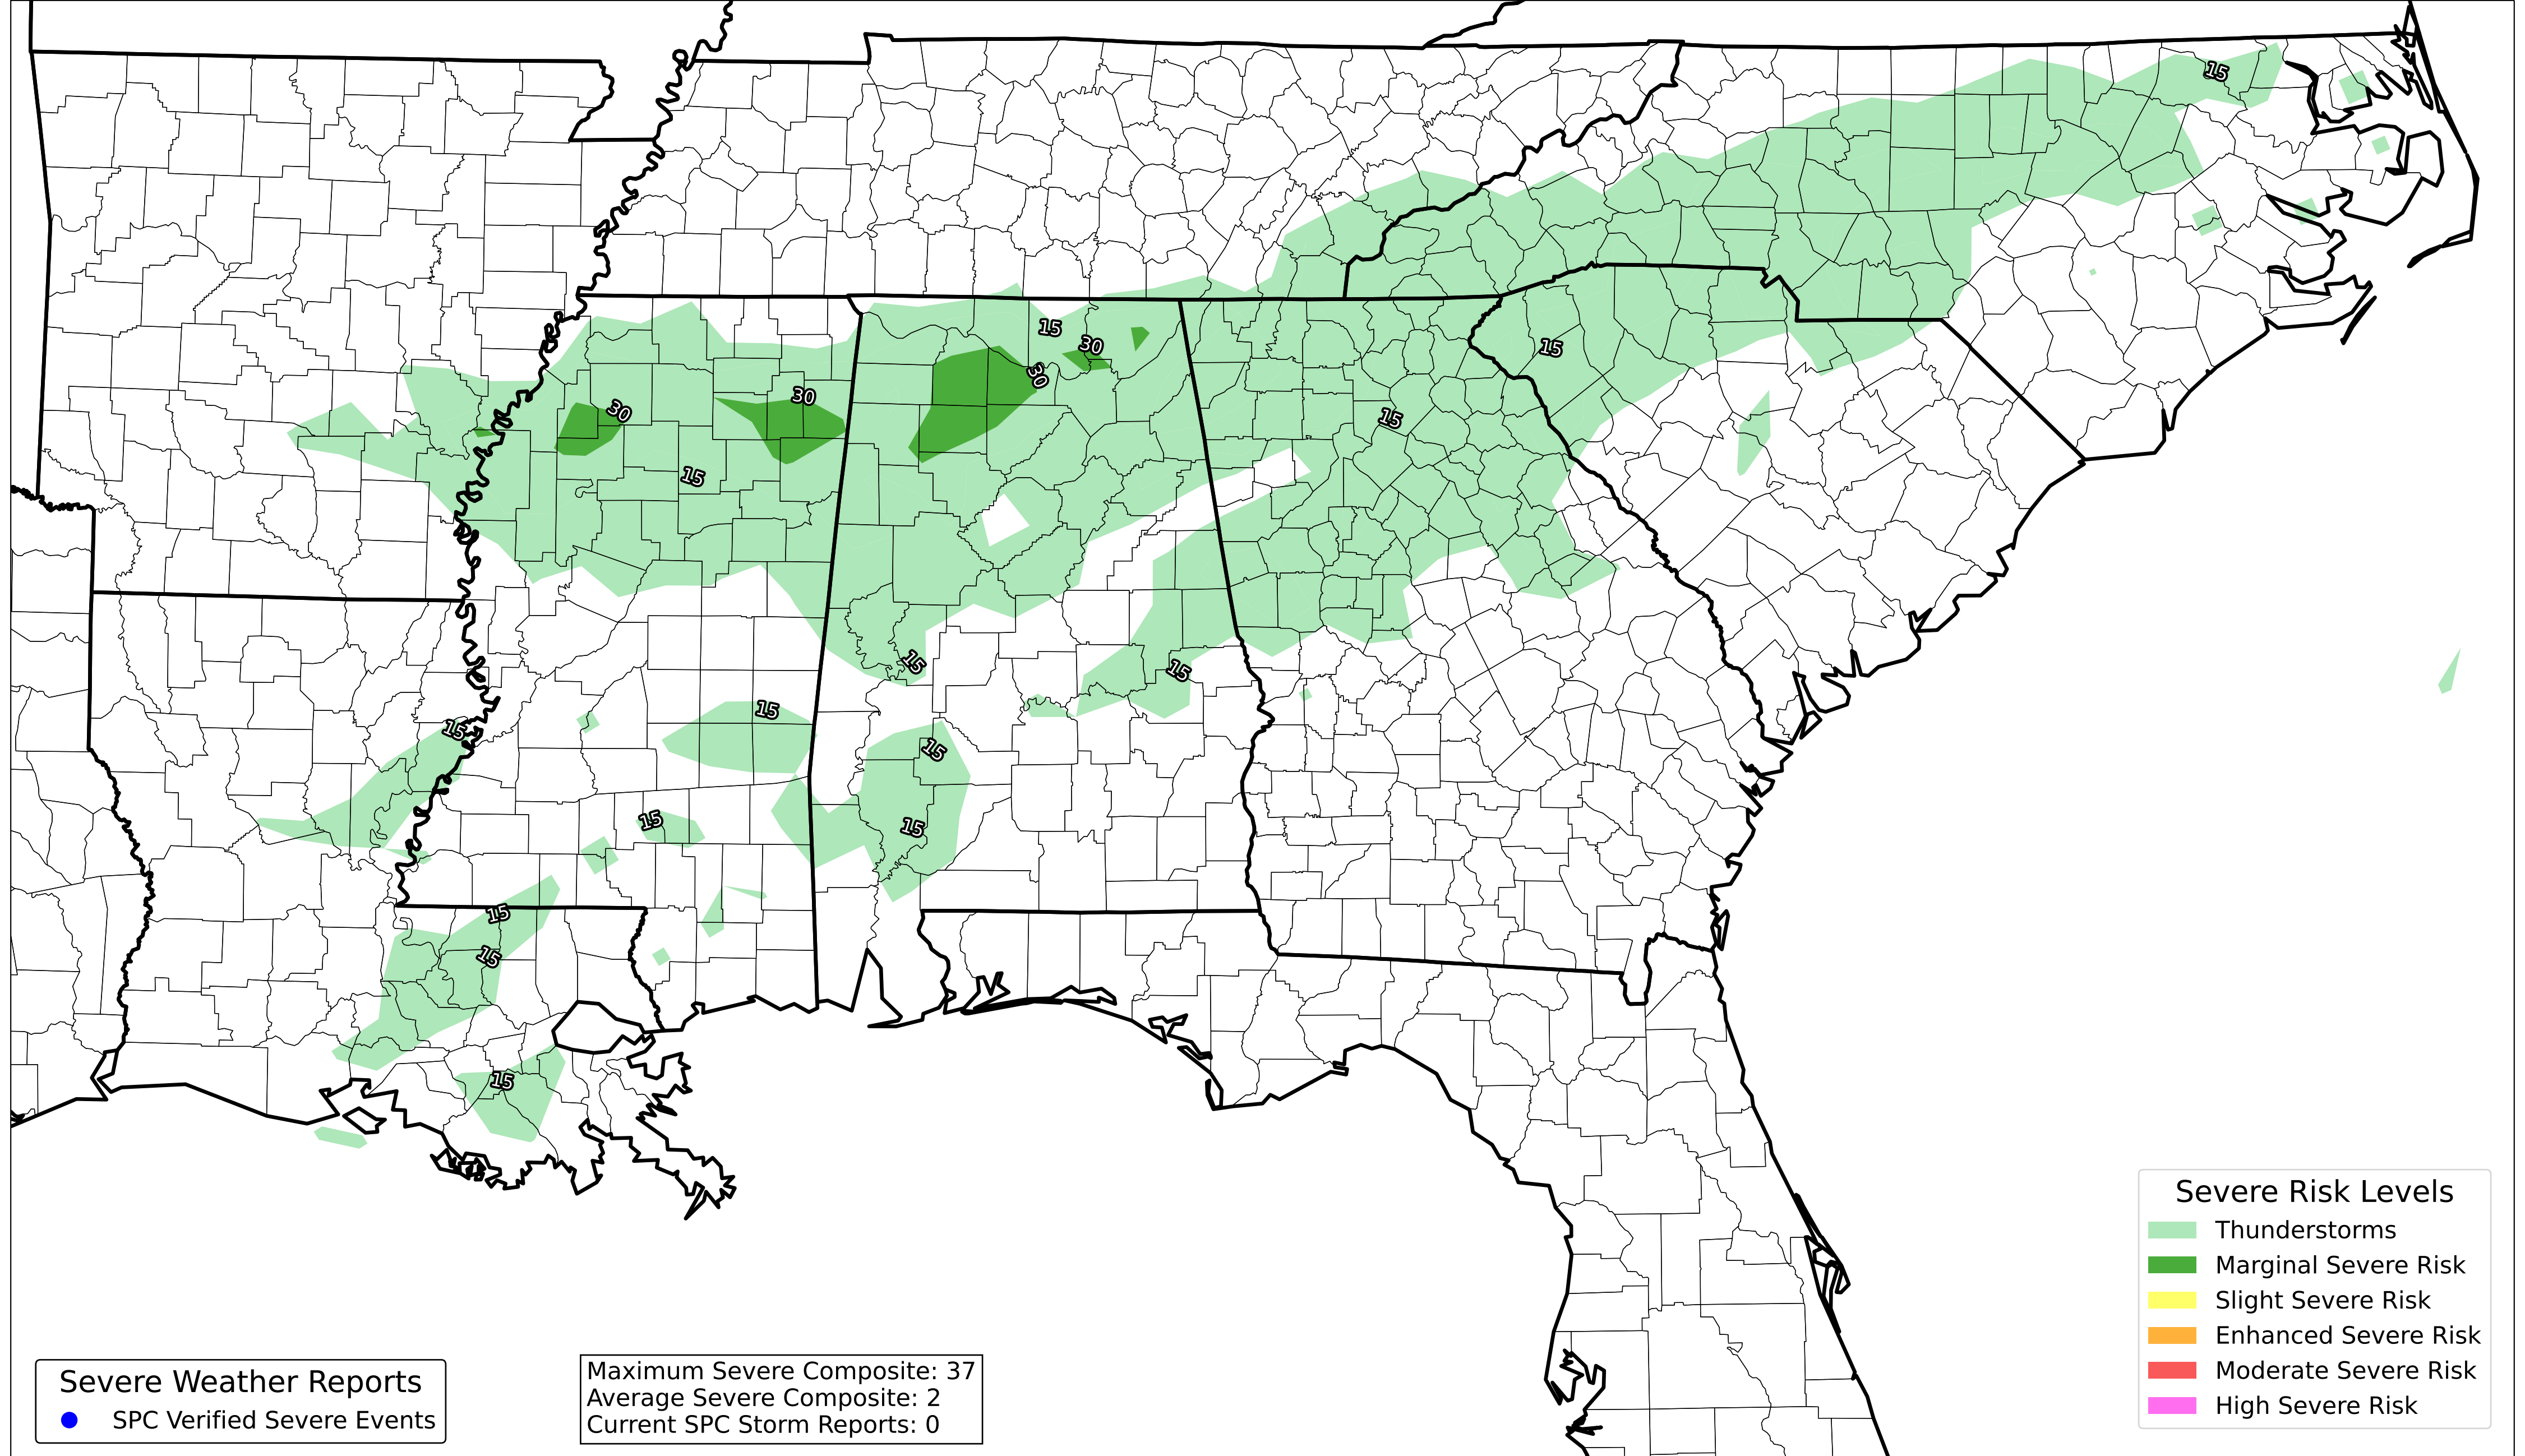 15
15
30
15
30
30
30
15
15
15
15
15
15
15
15
15
15
15
15
Severe Risk Levels
Thunderstorms
Marginal Severe Risk
Slight Severe Risk
Enhanced Severe Risk
Moderate Severe Risk
High Severe Risk
Severe Weather Reports
SPC Verified Severe Events
Maximum Severe Composite: 37
Average Severe Composite: 2
Current SPC Storm Reports: 0